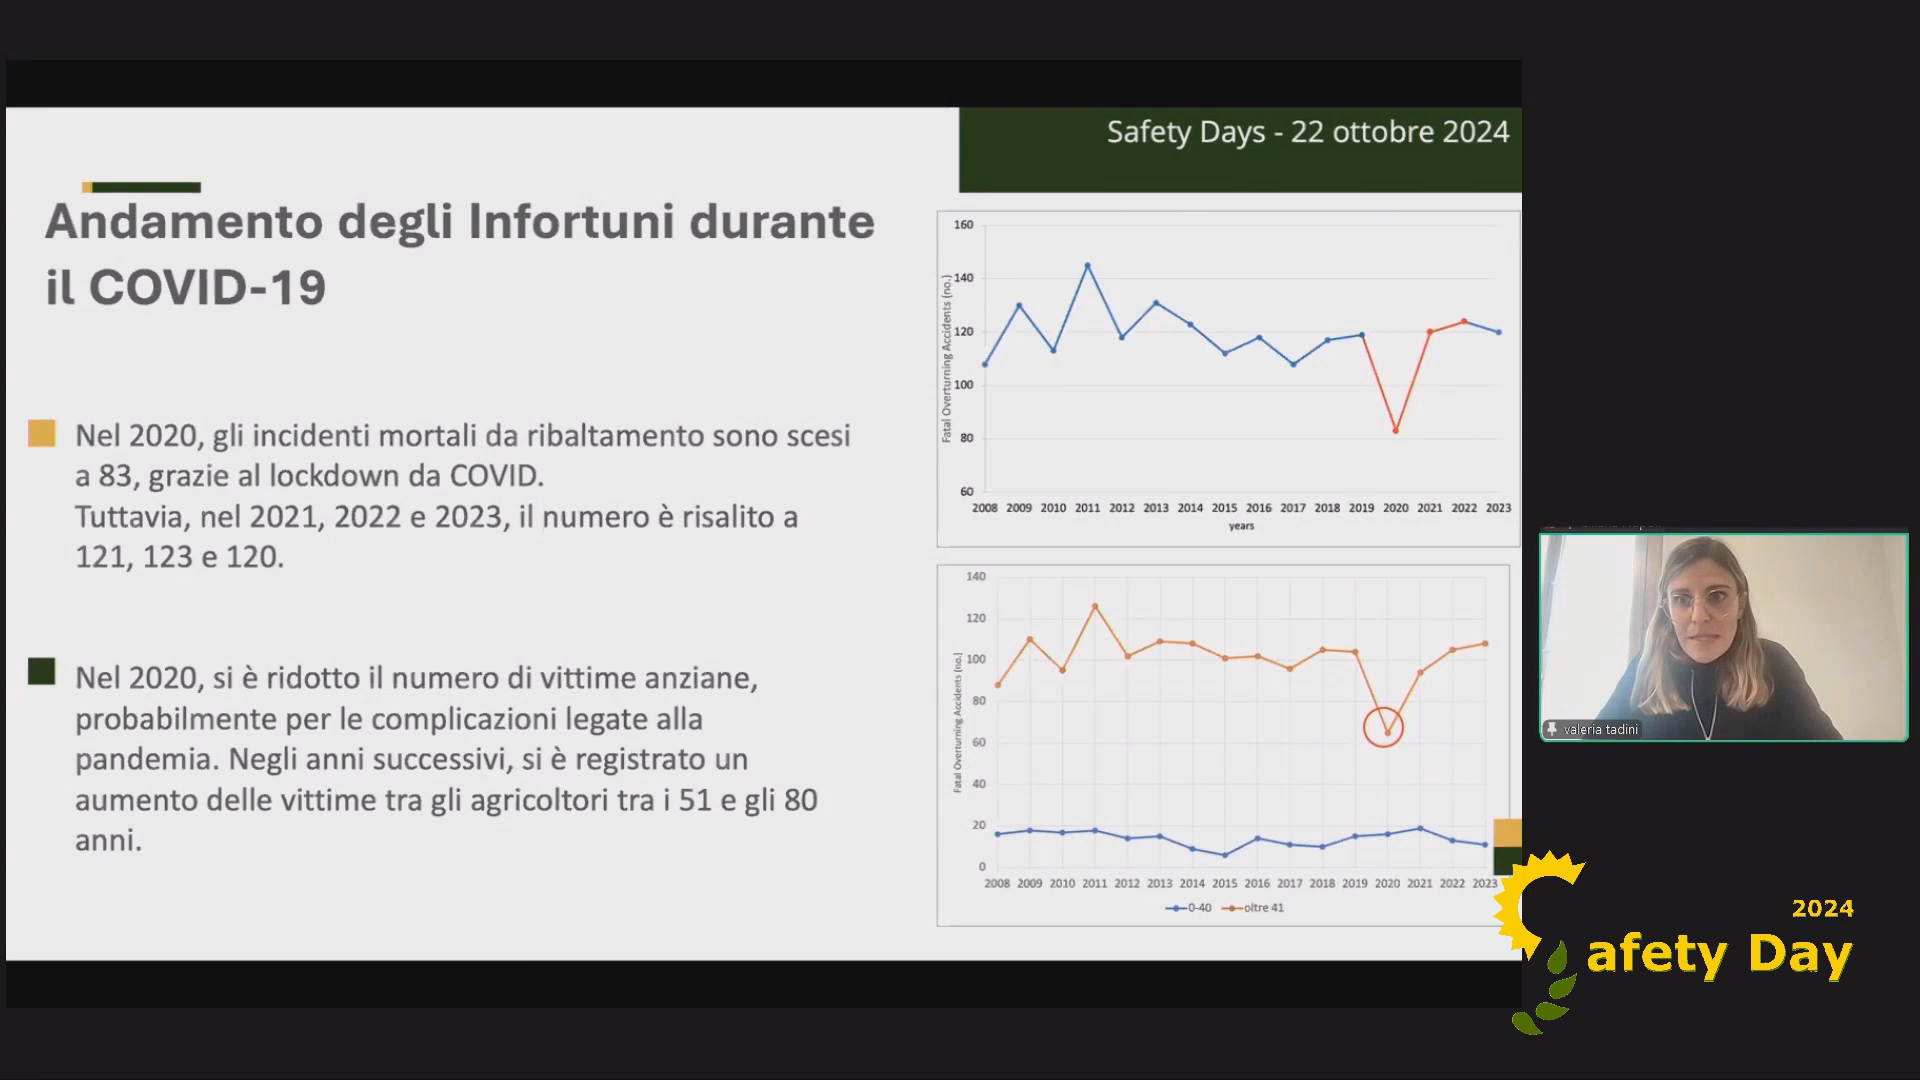 Safety Days - 22 ottobre 2024
Andamento degli Infortuni durante
il COVID-19
Nel 2020, gli incidenti mortali da ribaltamento sono scesi
a 83, grazie al lockdown da COVID.
Tuttavia, nel 2021, 2022 e 2023, il numero è risalito a
121, 123 e 120.
Nel 2020, si è ridotto il numero di vittime anziane,
probabilmente per le complicazioni legate alla
pandemia. Negli anni successivi, si è registrato un
aumento delle vittime tra gli agricoltori tra i 51 e gli 80
anni.
Fatal Overturning Accidents (no.)
160
140
120
100
80
60
2008 2009 2010 2011 2012 2013 2014 2015 2016 2017 2018 2019 2020 2021 2022 2023
years
Fatal Overturning Accidents (no.)
140
120
100
80
60
40
20
0
2008 2009 2010 2011 2012 2013 2014 2015 2016 2017 2018 2019 2020 2021 2022 2023
0-40 oltre 41
valeria tadini
2024
afety Day